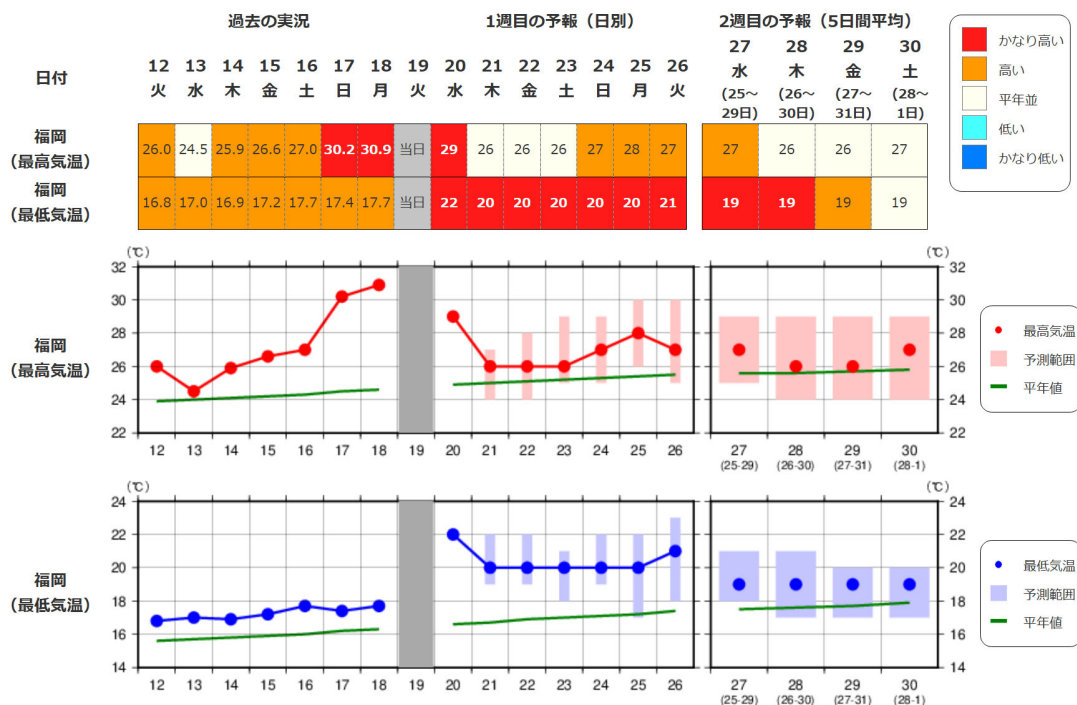 過去の実況 1週目の予報（日別） 2週目の予報（5日間平均）
日付
12 13 14 15 16 17 18 19 20 21 22 23 24 25 26 27 28 29 30
火 水 木 金 土 日 月 火 水 木 金 土 日 月 火 水 木 金 土
(25～29日) (26～30日) (27～31日) (28～1日)
福岡
（最高気温）
26.0 24.5 25.9 26.6 27.0 30.2 30.9 当日 29 26 26 26 27 28 27 27 26 26 27
福岡
（最低気温）
16.8 17.0 16.9 17.2 17.7 17.4 17.7 当日 22 20 20 20 20 20 21 19 19 19 19
かなり高い
高い
平年並
低い
かなり低い
(℃) (℃)
32 32
30 30
28 28
26 26
24 24
22 22
福岡
（最高気温）
12 13 14 15 16 17 18 19 20 21 22 23 24 25 26 27 28 29 30
(25-29) (26-30) (27-31) (28-1)
最高気温
予測範囲
平年値
(℃) (℃)
24 24
22 22
20 20
18 18
16 16
14 14
福岡
（最低気温）
12 13 14 15 16 17 18 19 20 21 22 23 24 25 26 27 28 29 30
(25-29) (26-30) (27-31) (28-1)
最低気温
予測範囲
平年値